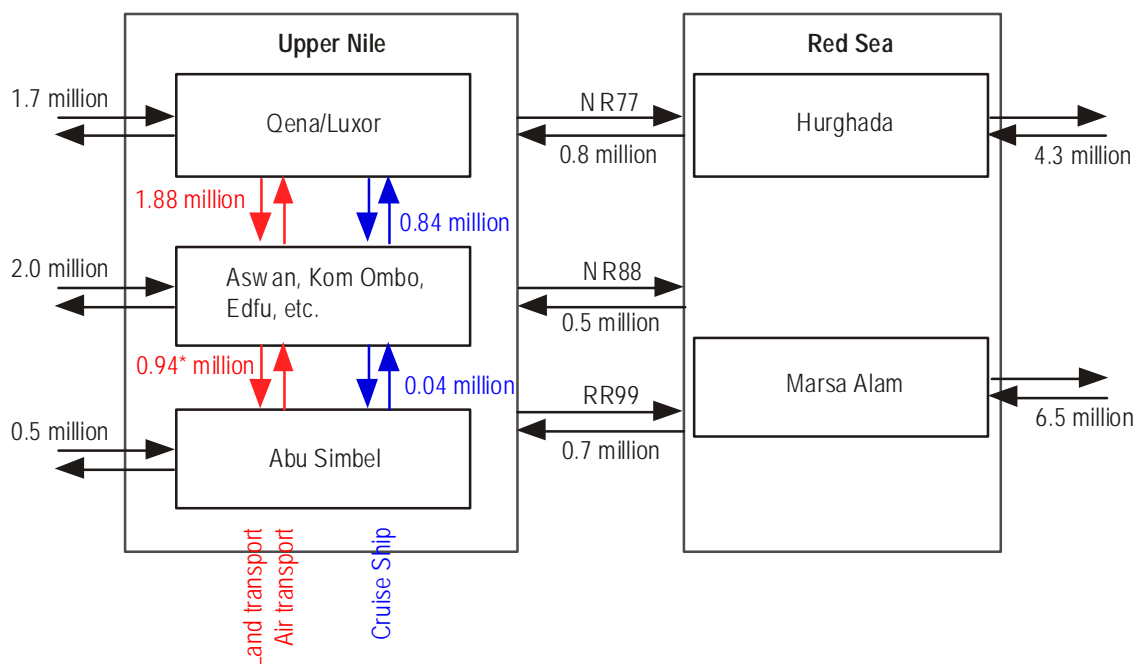 Upper Nile
Red Sea
1.7 million
Qena/Luxor
NR77
0.8 million
Hurghada
4.3 million
1.88 million
0.84 million
2.0 million
Aswan, Kom Ombo,
Edfu, etc.
NR88
0.5 million
0.94* million
0.04 million
Marsa Alam
6.5 million
RR99
0.7 million
0.5 million
Abu Simbel
Land transport
Air transport
Cruise Ship